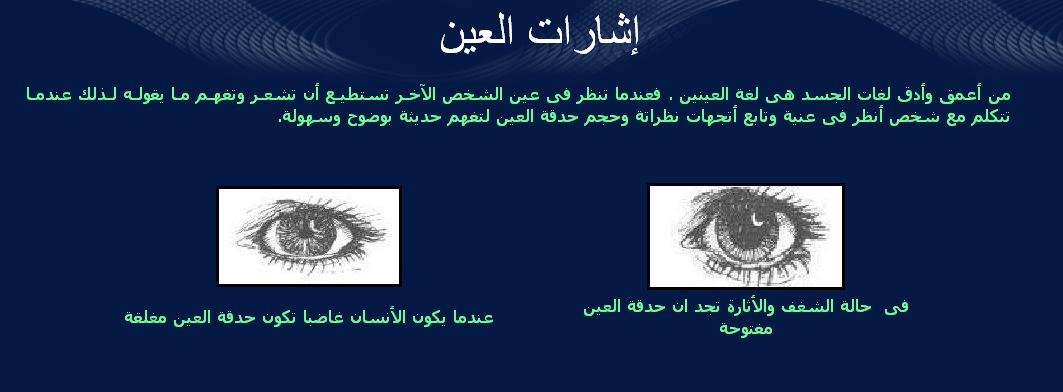 إشارات العين
من أعمق وأدق لغات الجسد هى لغة العينين . فعندما تنظر فى عين الشخص الآخر تستطيع أن تشعر وتفهم ما يقوله لذلك عندما
تتكلم مع شخص أنظر فى عنية وتابع أتجهات نظراتة وحجم حدقة العين لتفهم حديثة بوضوح وسهولة.
فى حالة الشغف والأثارة تجد ان حدقة العين
مفتوحة
عندما يكون الأنسان غاضبا تكون حدقة العين مغلقة